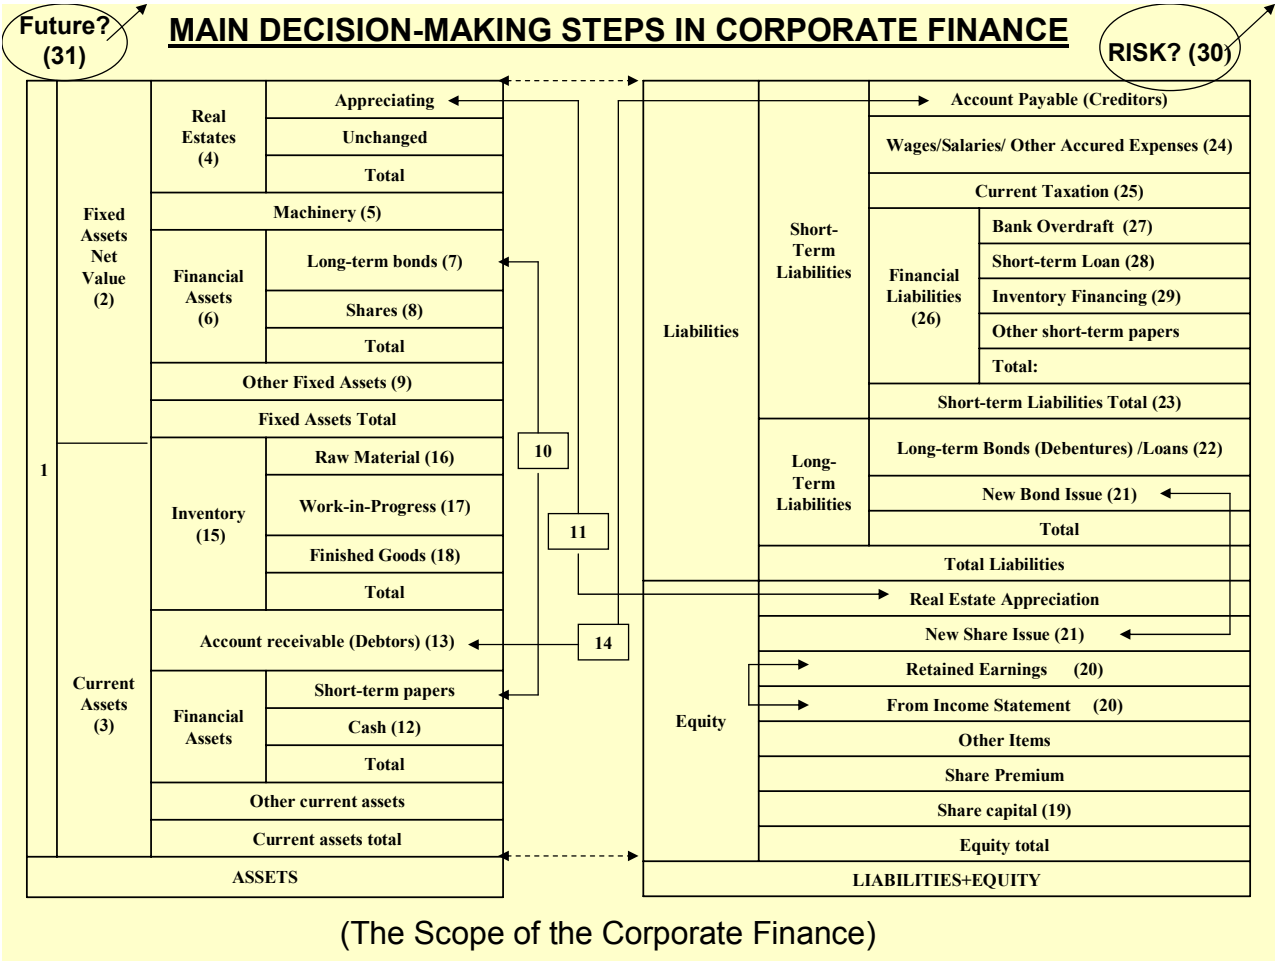 Future?
(31)
MAIN DECISION-MAKING STEPS IN CORPORATE FINANCE
RISK? (30)
1
Fixed
Assets
Net
Value
(2)
Real
Estates
(4)
Appreciating
Unchanged
Total
Machinery (5)
Financial
Assets
(6)
Long-term bonds (7)
Shares (8)
Total
Other Fixed Assets (9)
Fixed Assets Total
Current
Assets
(3)
Inventory
(15)
Raw Material (16)
Work-in-Progress (17)
Finished Goods (18)
Total
Account receivable (Debtors) (13)
Financial
Assets
Short-term papers
Cash (12)
Total
Other current assets
Current assets total
ASSETS
10
11
14
Liabilities
Short-
Term
Liabilities
Account Payable (Creditors)
Wages/Salaries/ Other Accured Expenses (24)
Current Taxation (25)
Financial
Liabilities
(26)
Bank Overdraft (27)
Short-term Loan (28)
Inventory Financing (29)
Other short-term papers
Total:
Short-term Liabilities Total (23)
Long-
Term
Liabilities
Long-term Bonds (Debentures) /Loans (22)
New Bond Issue (21)
Total
Total Liabilities
Equity
Real Estate Appreciation
New Share Issue (21)
Retained Earnings (20)
From Income Statement (20)
Other Items
Share Premium
Share capital (19)
Equity total
LIABILITIES+EQUITY
(The Scope of the Corporate Finance)